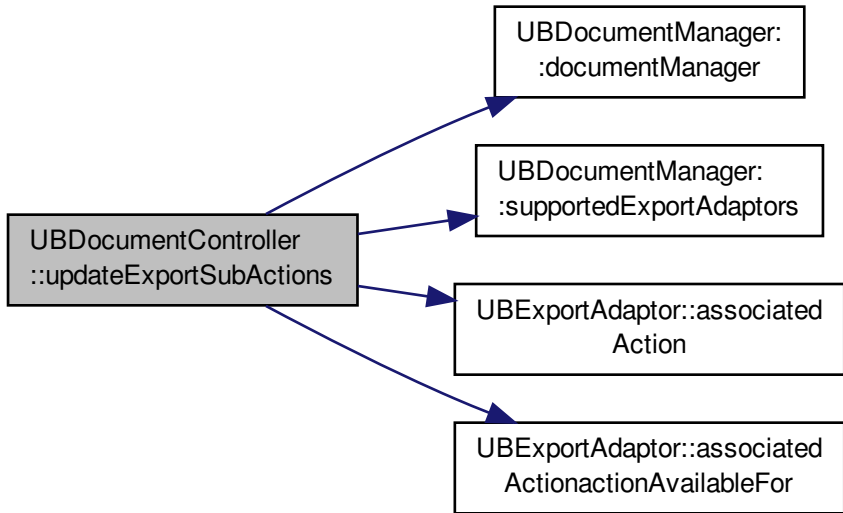 UBDocumentManager:
:documentManager
UBDocumentManager:
:supportedExportAdaptors
UBDocumentController
::updateExportSubActions
UBExportAdaptor::associated
Action
UBExportAdaptor::associated
ActionactionAvailableFor